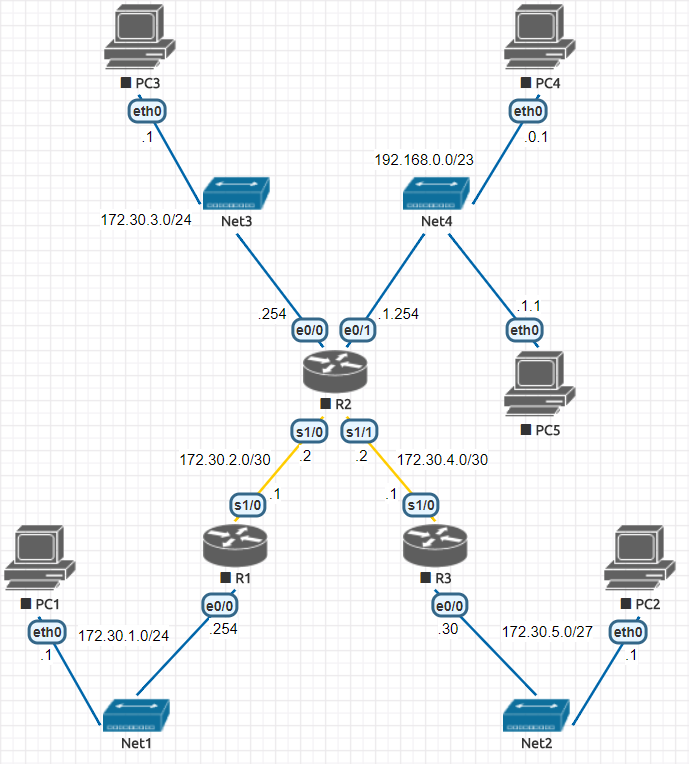 PC3
PC4
eth0
eth0
.1
.0.1
192.168.0.0/23
172.30.3.0/24
Net3
Net4
.254
.1.254
.1.1
e0/0
e0/1
eth0
R2
PC5
s1/0
s1/1
172.30.2.0/30
.2
.2
172.30.4.0/30
.1
.1
s1/0
s1/0
R1
R3
PC1
PC2
e0/0
e0/0
eth0
172.30.1.0/24
.254
.30
172.30.5.0/27
eth0
.1
.1
Net1
Net2